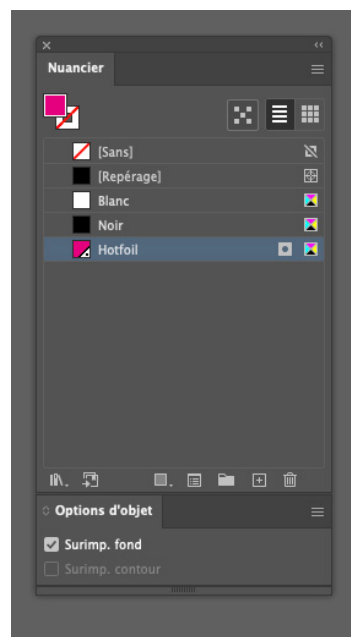 Nuancier
[Sans]
[Repérage]
Blanc
Noir
Hotfoil
Options d'objet
Surimp. fond
Surimp. contour